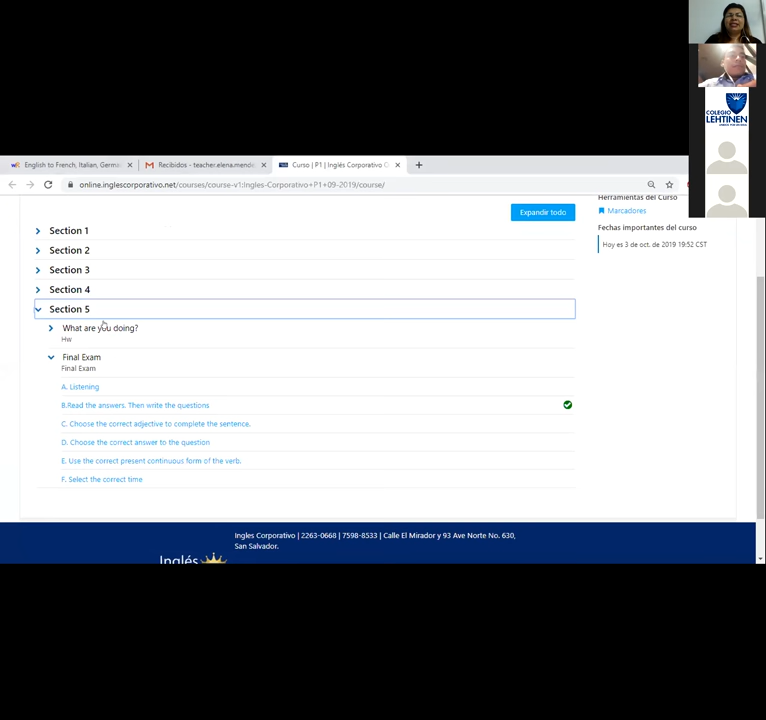 COLEGIO
LEHTINEN
English to French, Italian, Germa
Recibidos - teacher.elena.mend
Curso | P1 | Inglés Corporativo O
online.inglescorporativo.net/courses/course-v1:Ingles-Corporativo+P1+09-2019/course/
Herramientas del Curso
Expandir todo
Marcadores
Fechas importantes del curso
Hoy es 3 de oct. de 2019 19:52 CST
Section 1
Section 2
Section 3
Section 4
Section 5
What are you doing?
Hw
Final Exam
Final Exam
A. Listening
B.Read the answers. Then write the questions
C. Choose the correct adjective to complete the sentence.
D. Choose the correct answer to the question
E. Use the correct present continuous form of the verb.
F. Select the correct time
Ingles Corporativo | 2263-0668 | 7598-8533 | Calle El Mirador y 93 Ave Norte No. 630,
San Salvador.
Inglés